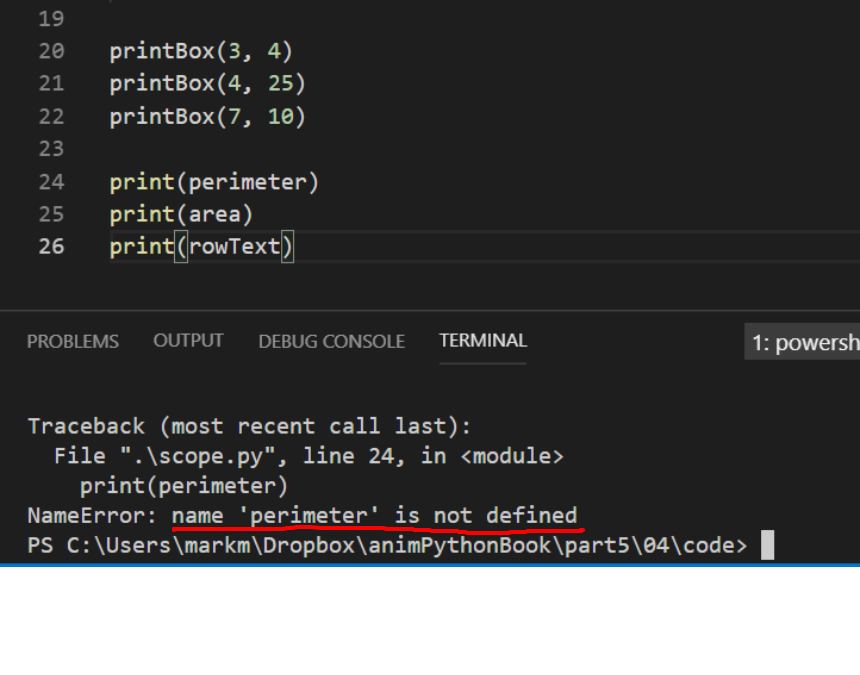 19
20 printBox(3, 4)
21 printBox(4, 25)
22 printBox(7, 10)
23
24 print(perimeter)
25 print(area)
26 print(rowText)
PROBLEMS OUTPUT DEBUG CONSOLE TERMINAL 1: powersh
Traceback (most recent call last):
  File ".\scope.py", line 24, in <module>
    print(perimeter)
NameError: name 'perimeter' is not defined
PS C:\Users\markm\Dropbox\animPythonBook\part5\04\code>